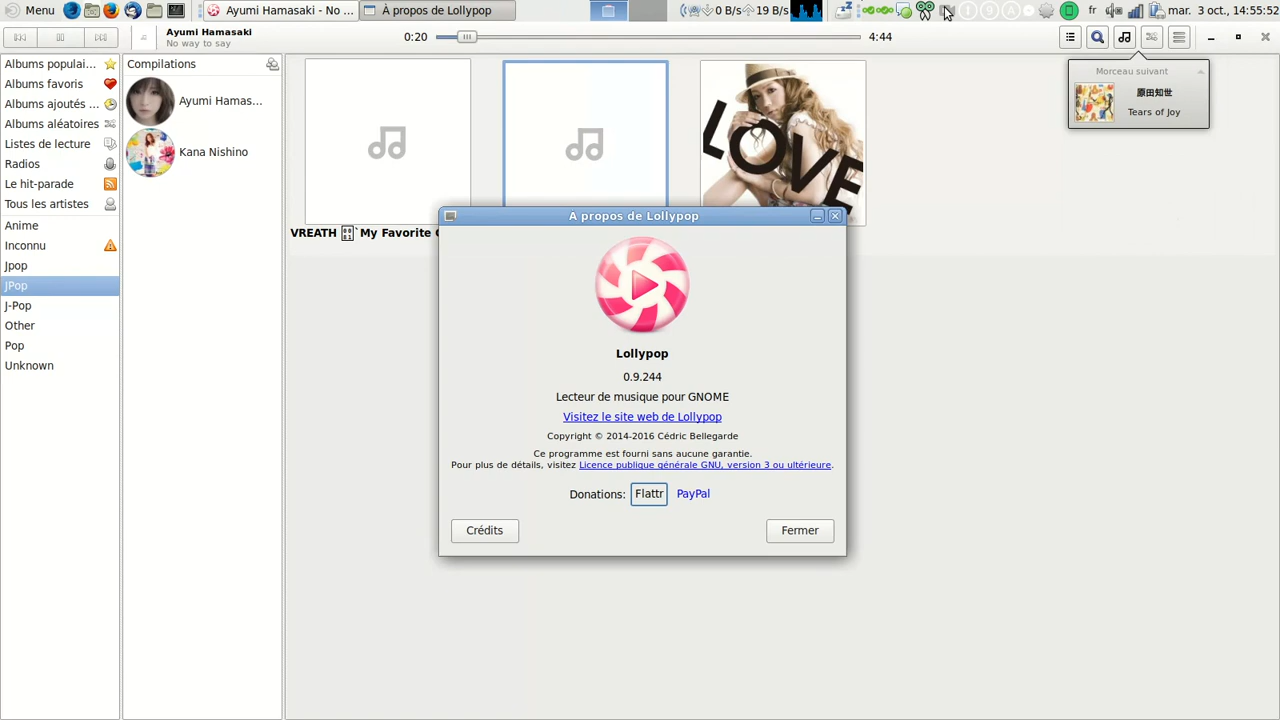 Menu
Ayumi Hamasaki - No ...
À propos de Lollypop
0 B/s
19 B/s
fr
mar. 3 oct., 14:55:52
Ayumi Hamasaki
No way to say
0:20
4:44
Albums populai...
Albums favoris
Albums ajoutés ...
Albums aléatoires
Listes de lecture
Radios
Le hit-parade
Tous les artistes
Anime
Inconnu
Jpop
JPop
J-Pop
Other
Pop
Unknown
Compilations
Ayumi Hamas...
Kana Nishino
LOVE
VREATH
`My Favorite
Morceau suivant
原田知世
Tears of Joy
À propos de Lollypop
Lollypop
0.9.244
Lecteur de musique pour GNOME
Visitez le site web de Lollypop
Copyright © 2014-2016 Cédric Bellegarde
Ce programme est fourni sans aucune garantie.
Pour plus de détails, visitez Licence publique générale GNU, version 3 ou ultérieure.
Donations: Flattr PayPal
Crédits
Fermer